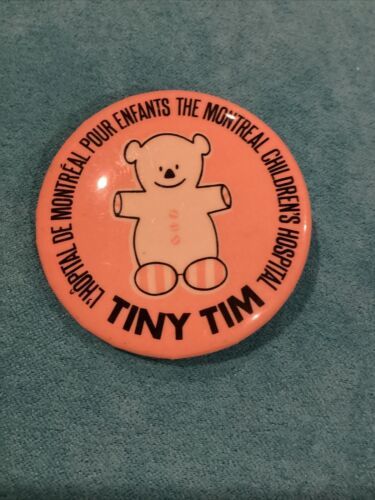 L'HÔPITAL DE MONTRÉAL POUR ENFANTS THE MONTREAL CHILDREN'S HOSPITAL
TINY TIM